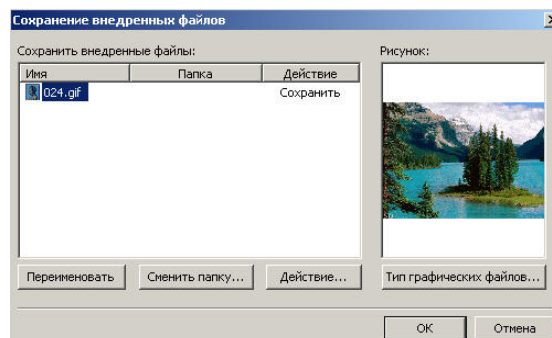 Сохранение внедренных файлов
Сохранить внедренные файлы:
Рисунок:
Имя Папка Действие
024.gif Сохранить
Переименовать Сменить папку... Действие... Тип графических файлов...
ОК Отмена